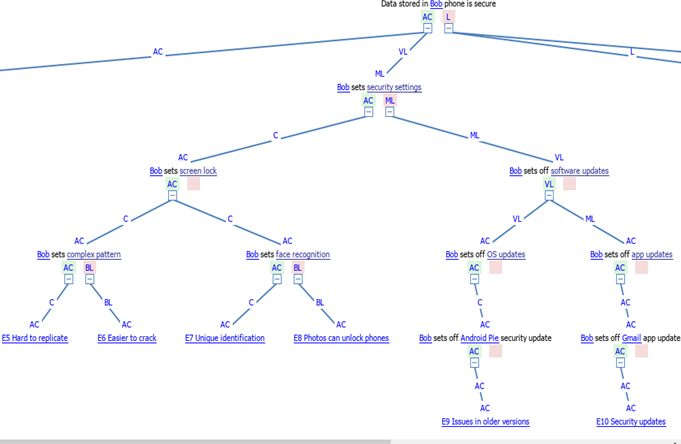 Data stored in Bob phone is secure
AC L
AC VL L
ML
Bob sets security settings
AC ML
C ML
AC VL
Bob sets screen lock Bob sets off software updates
AC VL
C C VL ML
AC AC AC AC
Bob sets complex pattern Bob sets face recognition Bob sets off OS updates Bob sets off app updates
AC BL AC BL AC AC
C BL C BL C AC
AC AC AC AC AC AC
E5 Hard to replicate E6 Easier to crack E7 Unique identification E8 Photos can unlock phones Bob sets off Android Pie security update Bob sets off Gmail app update
AC AC
AC AC
AC AC
E9 Issues in older versions E10 Security updates